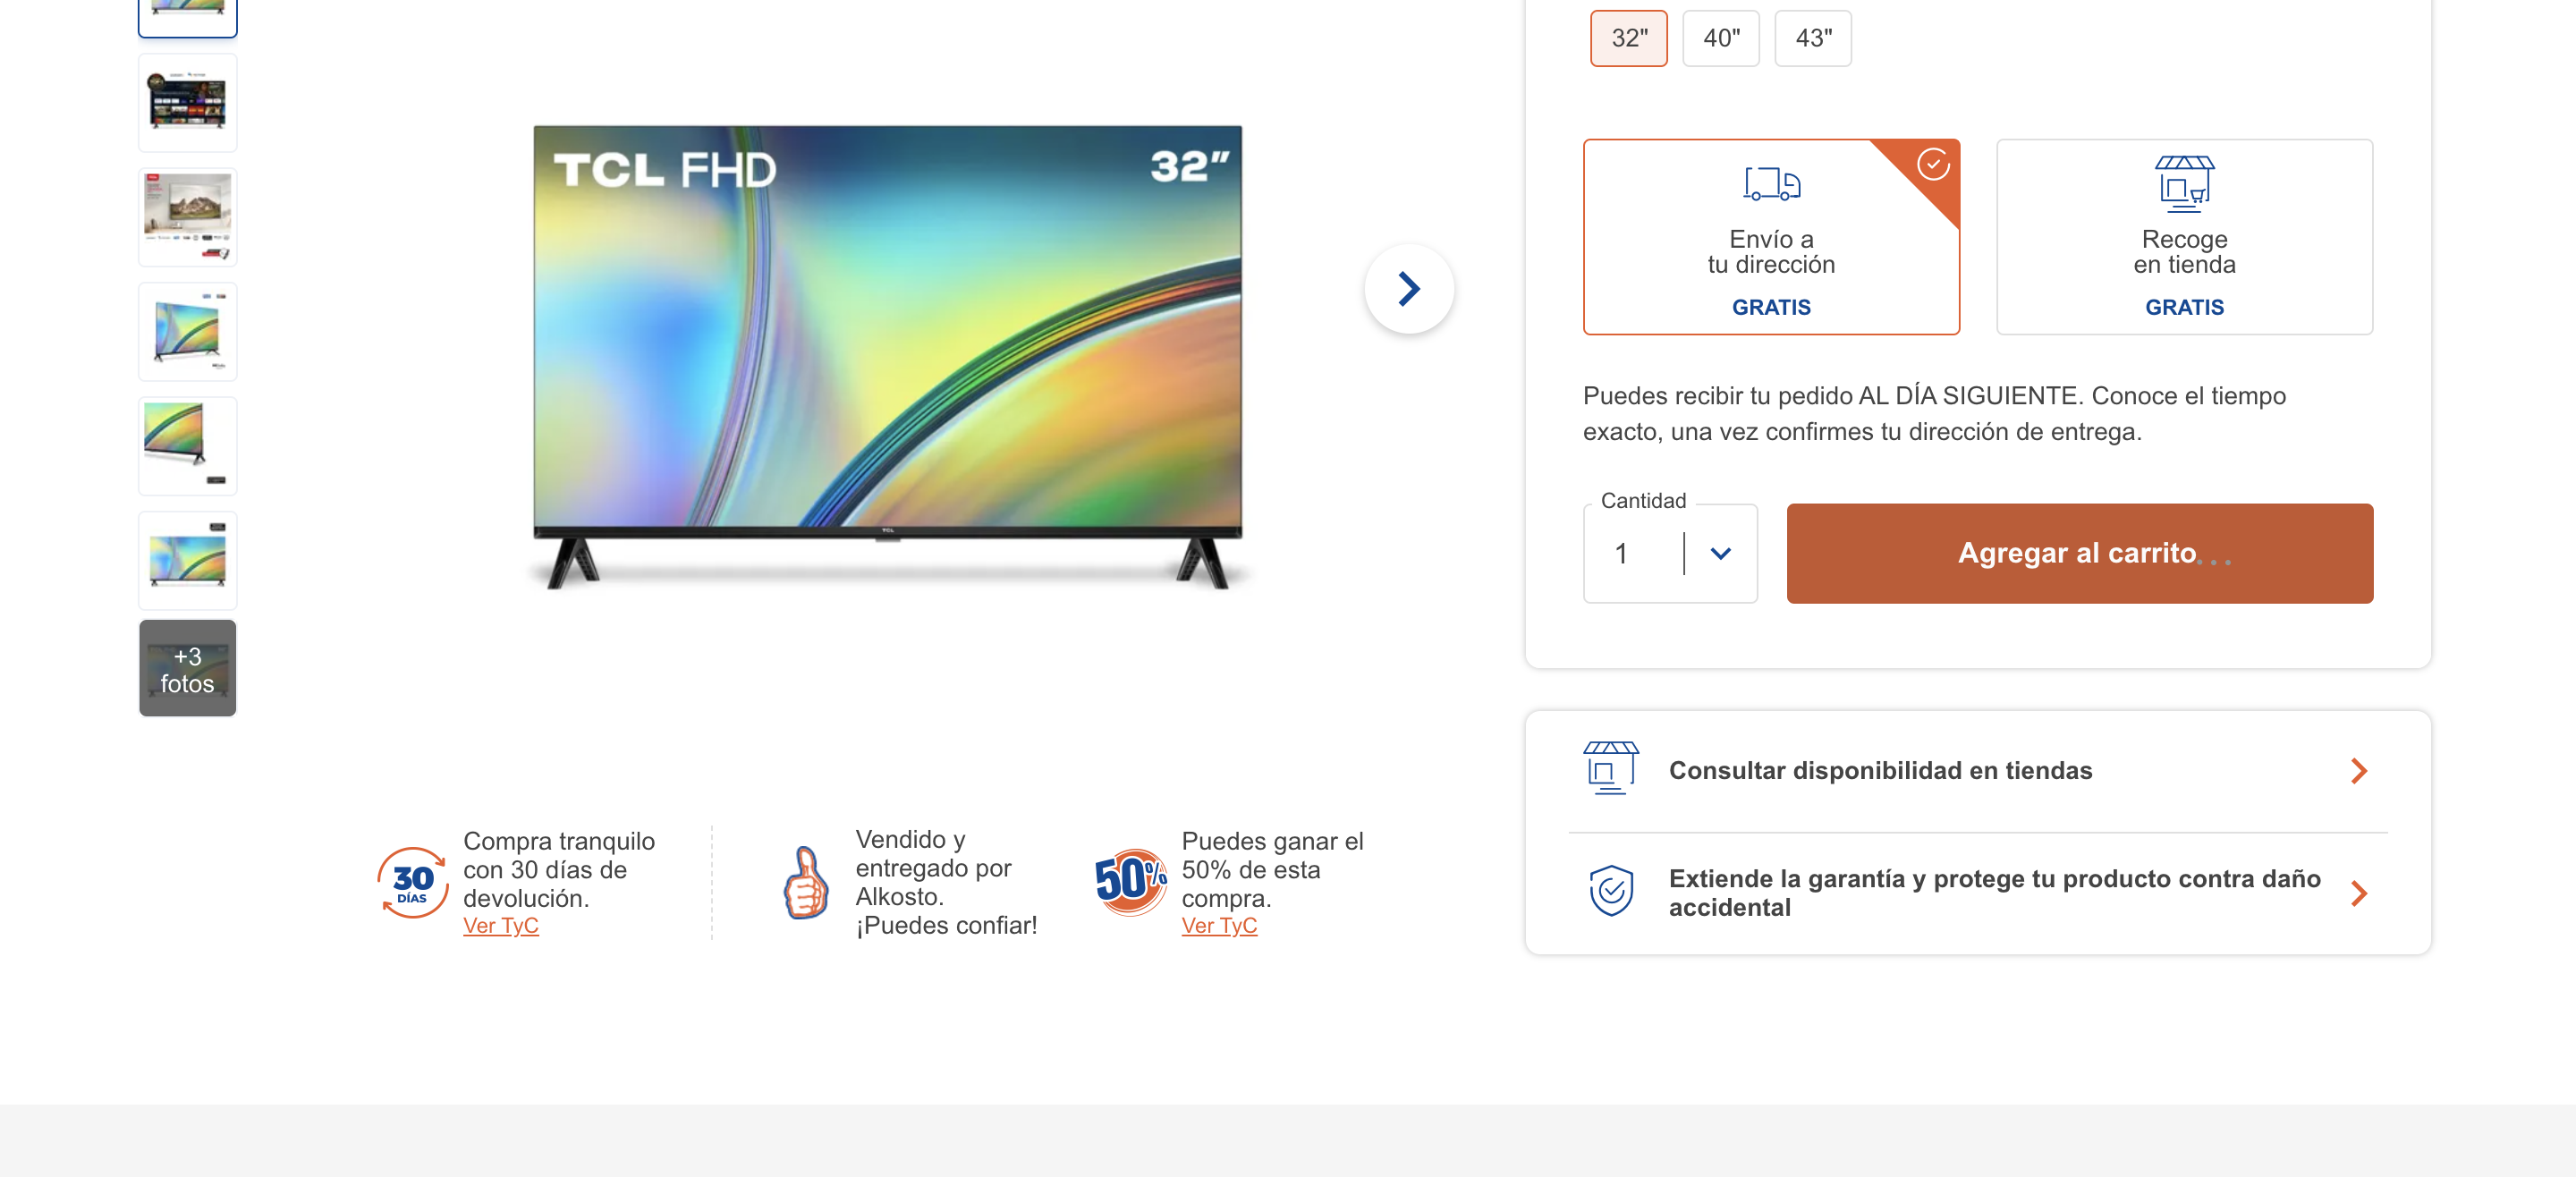 32"
40"
43"
TCL FHD
32"
Envío a
tu dirección
GRATIS
Recoge
en tienda
GRATIS
Puedes recibir tu pedido AL DÍA SIGUIENTE. Conoce el tiempo
exacto, una vez confirmes tu dirección de entrega.
Cantidad
1
Agregar al carrito...
TCL
+3
fotos
Consultar disponibilidad en tiendas
Extiende la garantía y protege tu producto contra daño
accidental
30
DÍAS
Compra tranquilo
con 30 días de
devolución.
Ver TyC
Vendido y
entregado por
Alkosto.
¡Puedes confiar!
50%
Puedes ganar el
50% de esta
compra.
Ver TyC